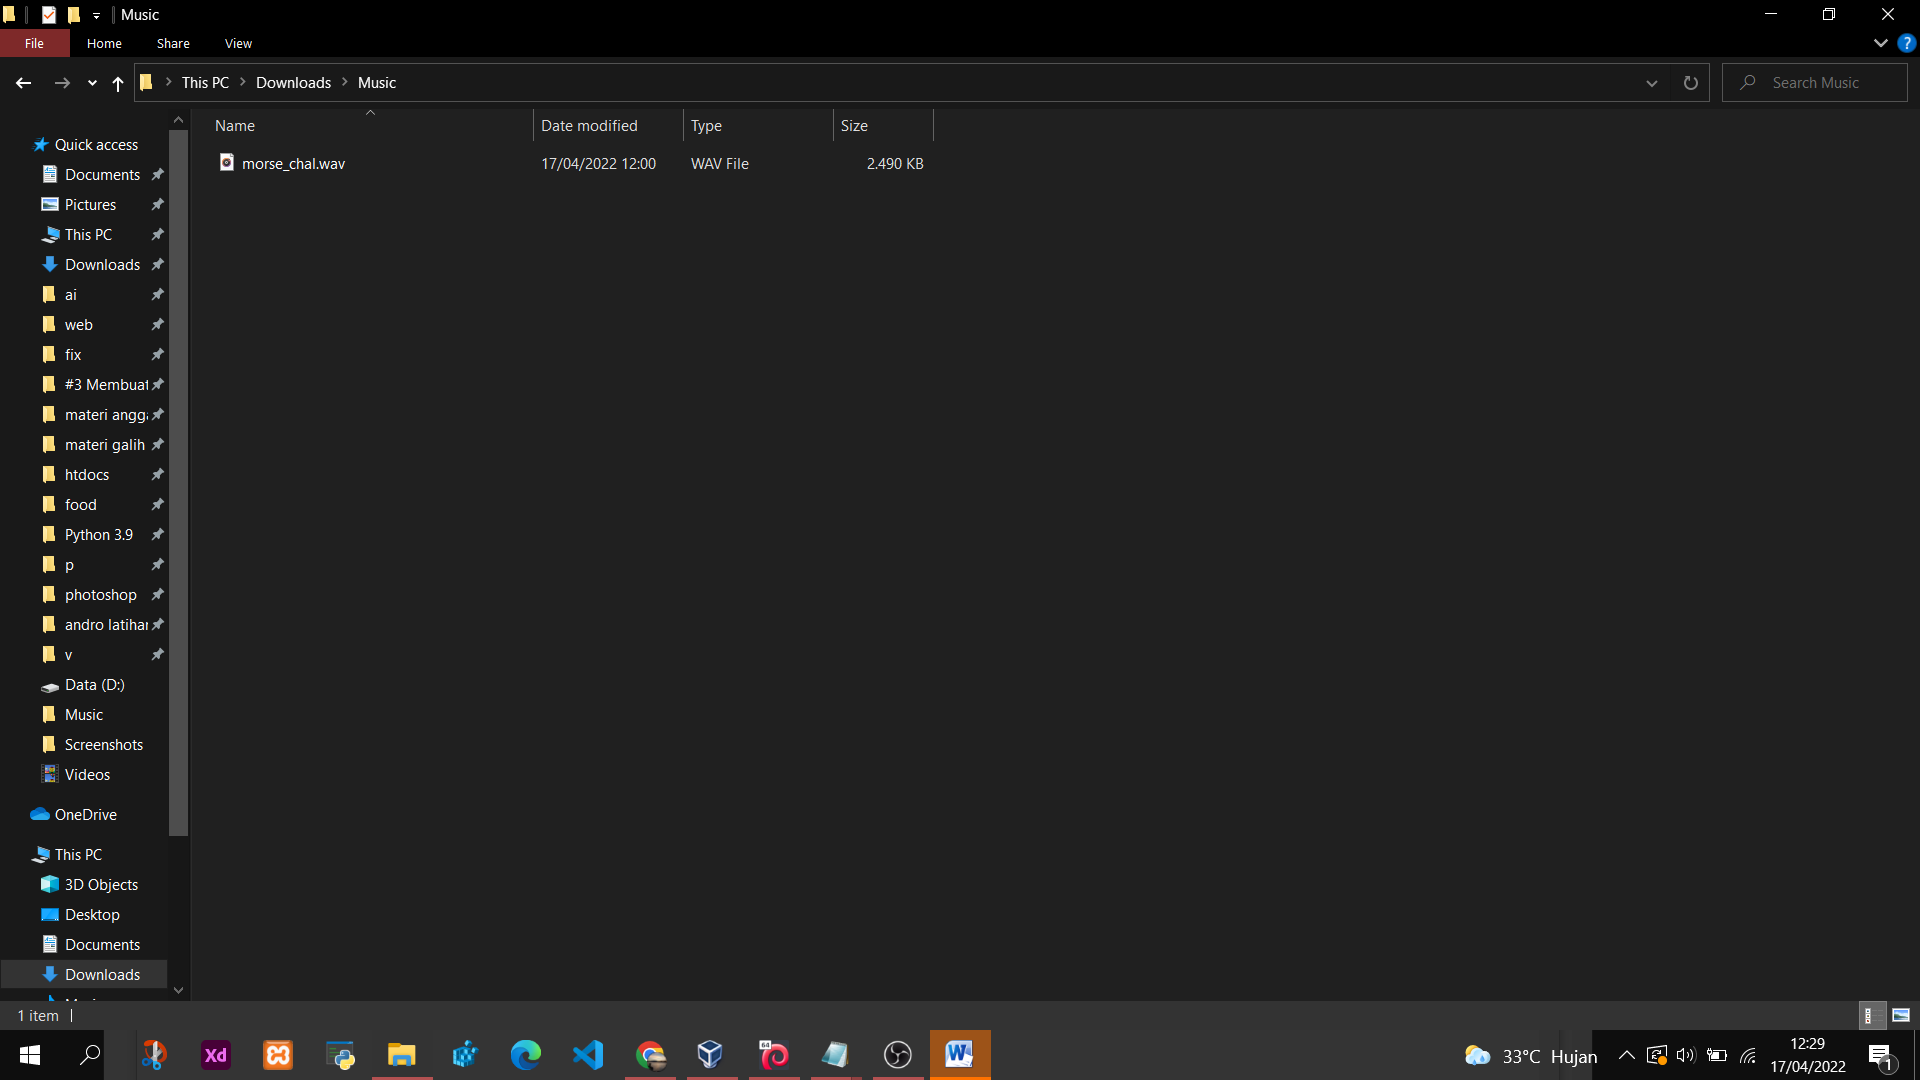 Music
File
Home
Share
View
This PC
Downloads
Music
Search Music
Name
Date modified
Type
Size
morse_chal.wav
17/04/2022 12:00
WAV File
2.490 KB
Quick access
Documents
Pictures
This PC
Downloads
ai
web
fix
#3 Membuat
materi angga
materi galih
htdocs
food
Python 3.9
p
photoshop
andro latihan
v
Data (D:)
Music
Screenshots
Videos
OneDrive
This PC
3D Objects
Desktop
Documents
Downloads
1 item
Xd
64
W
33°C Hujan
12:29
17/04/2022
1